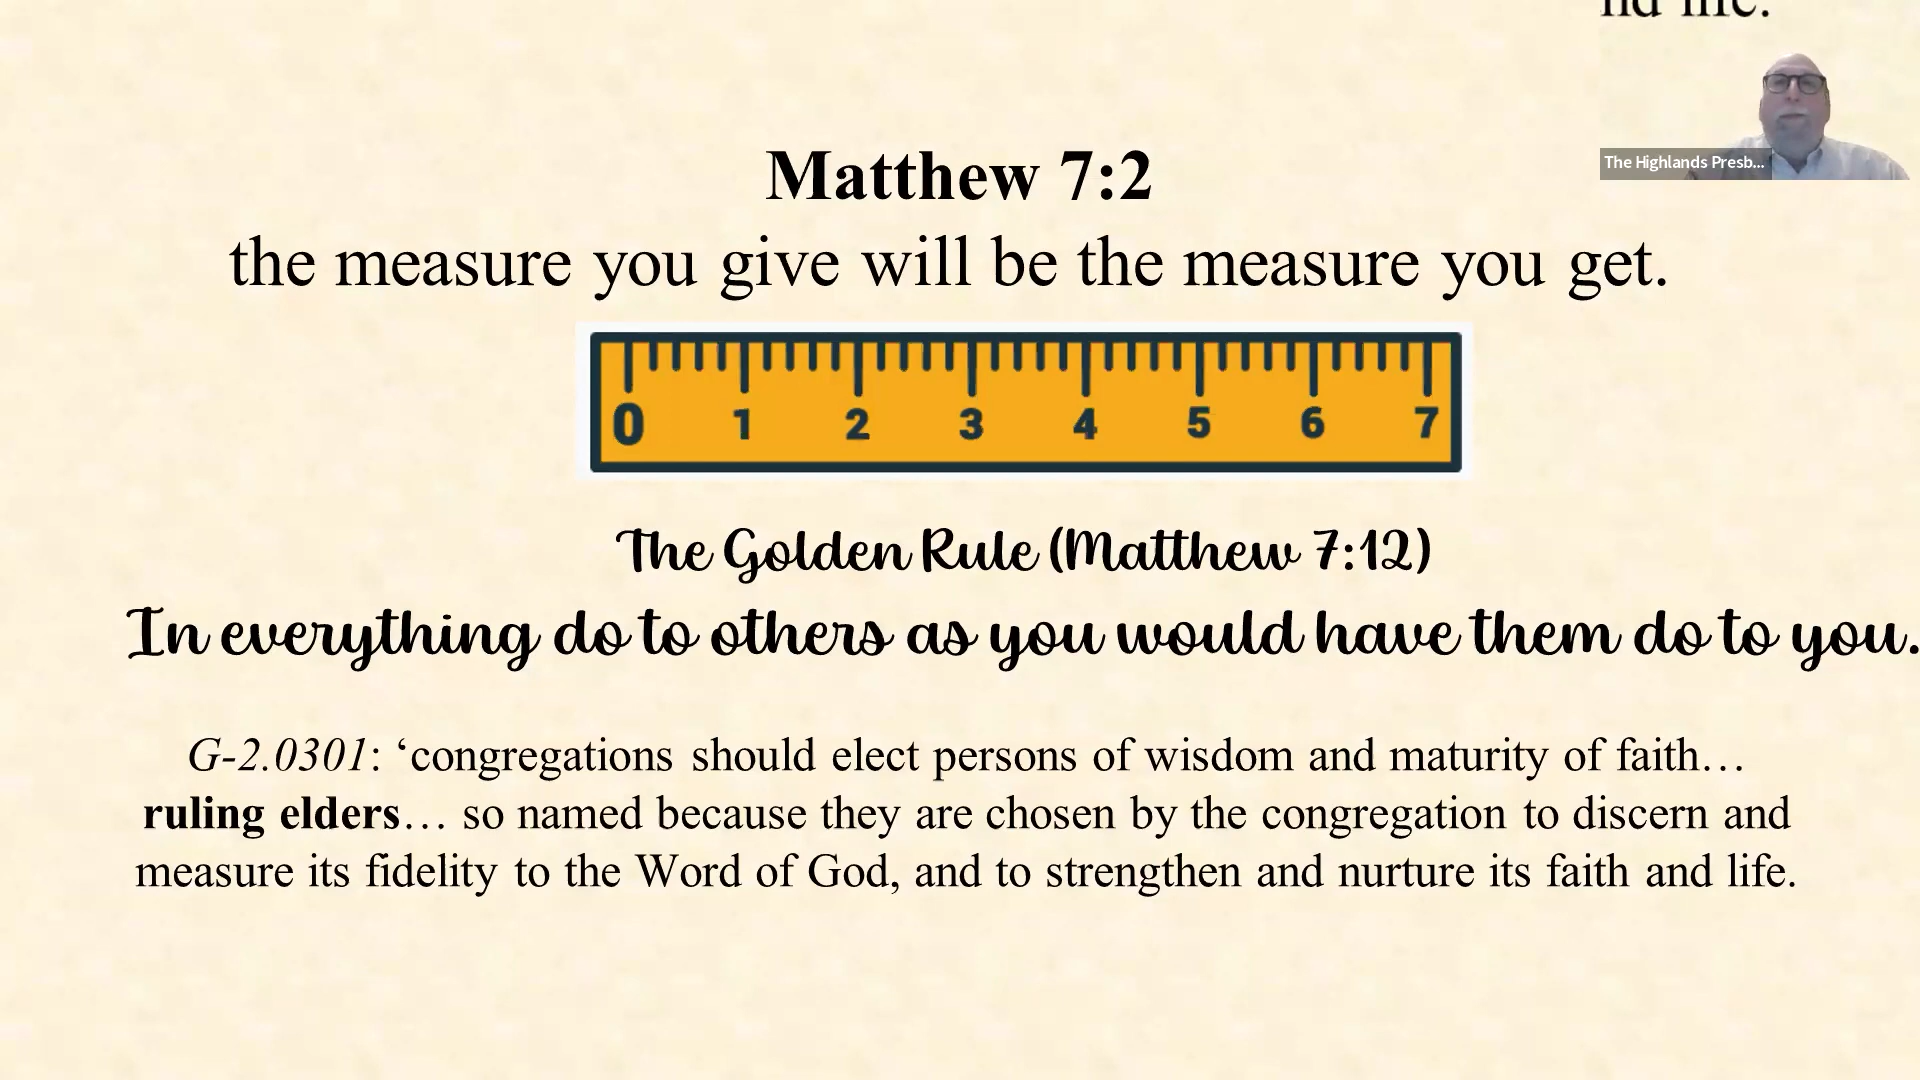 nd life.
The Highlands Presb...
Matthew 7:2
the measure you give will be the measure you get.
0 1 2 3 4 5 6 7
The Golden Rule (Matthew 7:12)
In everything do to others as you would have them do to you.
G-2.0301: ‘congregations should elect persons of wisdom and maturity of faith…
ruling elders… so named because they are chosen by the congregation to discern and
measure its fidelity to the Word of God, and to strengthen and nurture its faith and life.